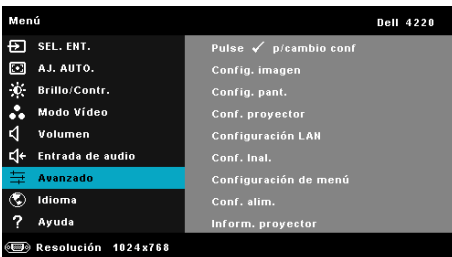 Menú Dell 4220
SEL. ENT. Pulse ✓ p/cambio conf
AJ. AUTO. Config. imagen
Brillo/Contr. Config. pant.
Modo Vídeo Conf. proyector
Volumen Configuración LAN
Entrada de audio Conf. Inal.
Avanzado Configuración de menú
Idioma Conf. alim.
? Ayuda Inform. proyector
Resolución 1024x768